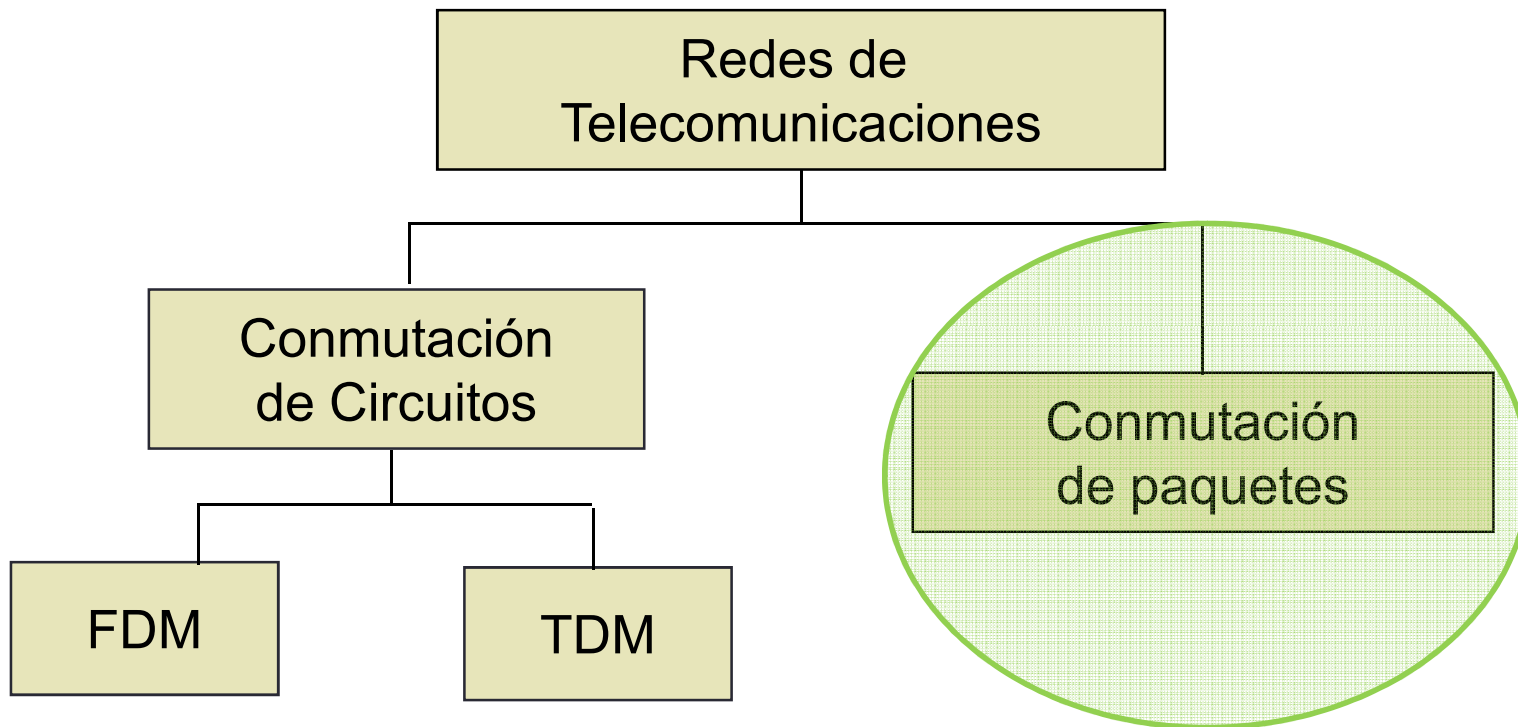 Redes de
Telecomunicaciones
Conmutación
de Circuitos
Conmutación
de paquetes
FDM
TDM